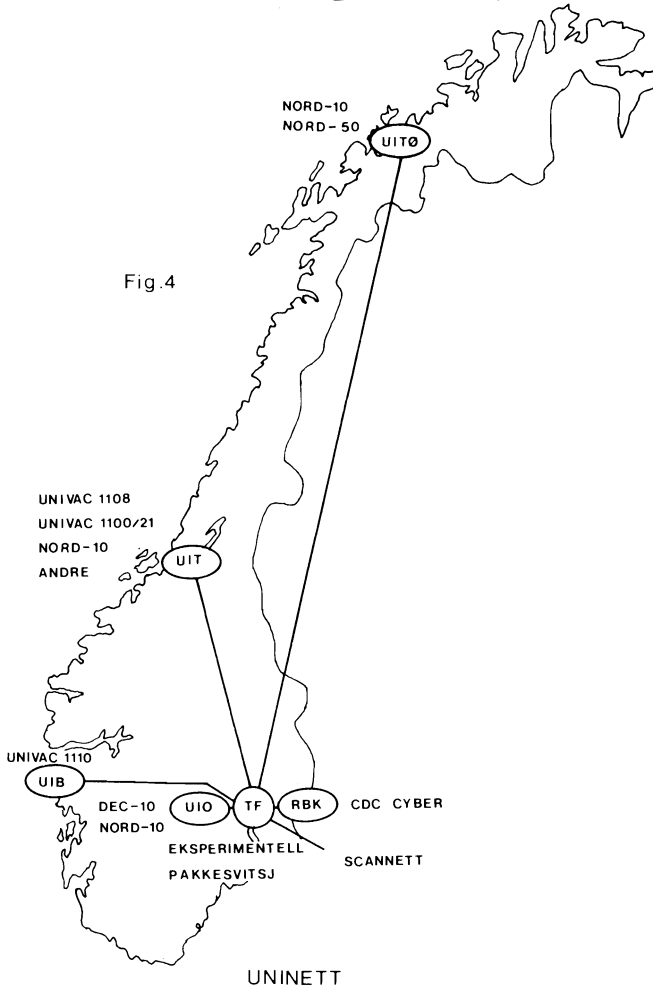 NORD-10
NORD-50
UITØ
Fig.4
UNIVAC 1108
UNIVAC 1100/21
NORD-10
ANDRE
UIT
UNIVAC 1110
UIB
DEC-10
NORD-10
UIO
TF
RBK
CDC CYBER
EKSPERIMENTELL
PAKKESVITSJ
SCANNETT
UNINETT